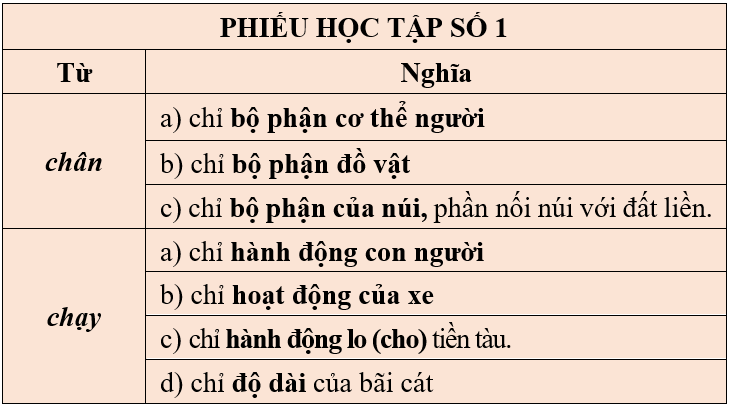 PHIẾU HỌC TẬP SỐ 1
Từ
Nghĩa
chân
a) chỉ bộ phận cơ thể người
b) chỉ bộ phận đồ vật
c) chỉ bộ phận của núi, phần nối núi với đất liền.
chạy
a) chỉ hành động con người
b) chỉ hoạt động của xe
c) chỉ hành động lo (cho) tiền tàu.
d) chỉ độ dài của bãi cát